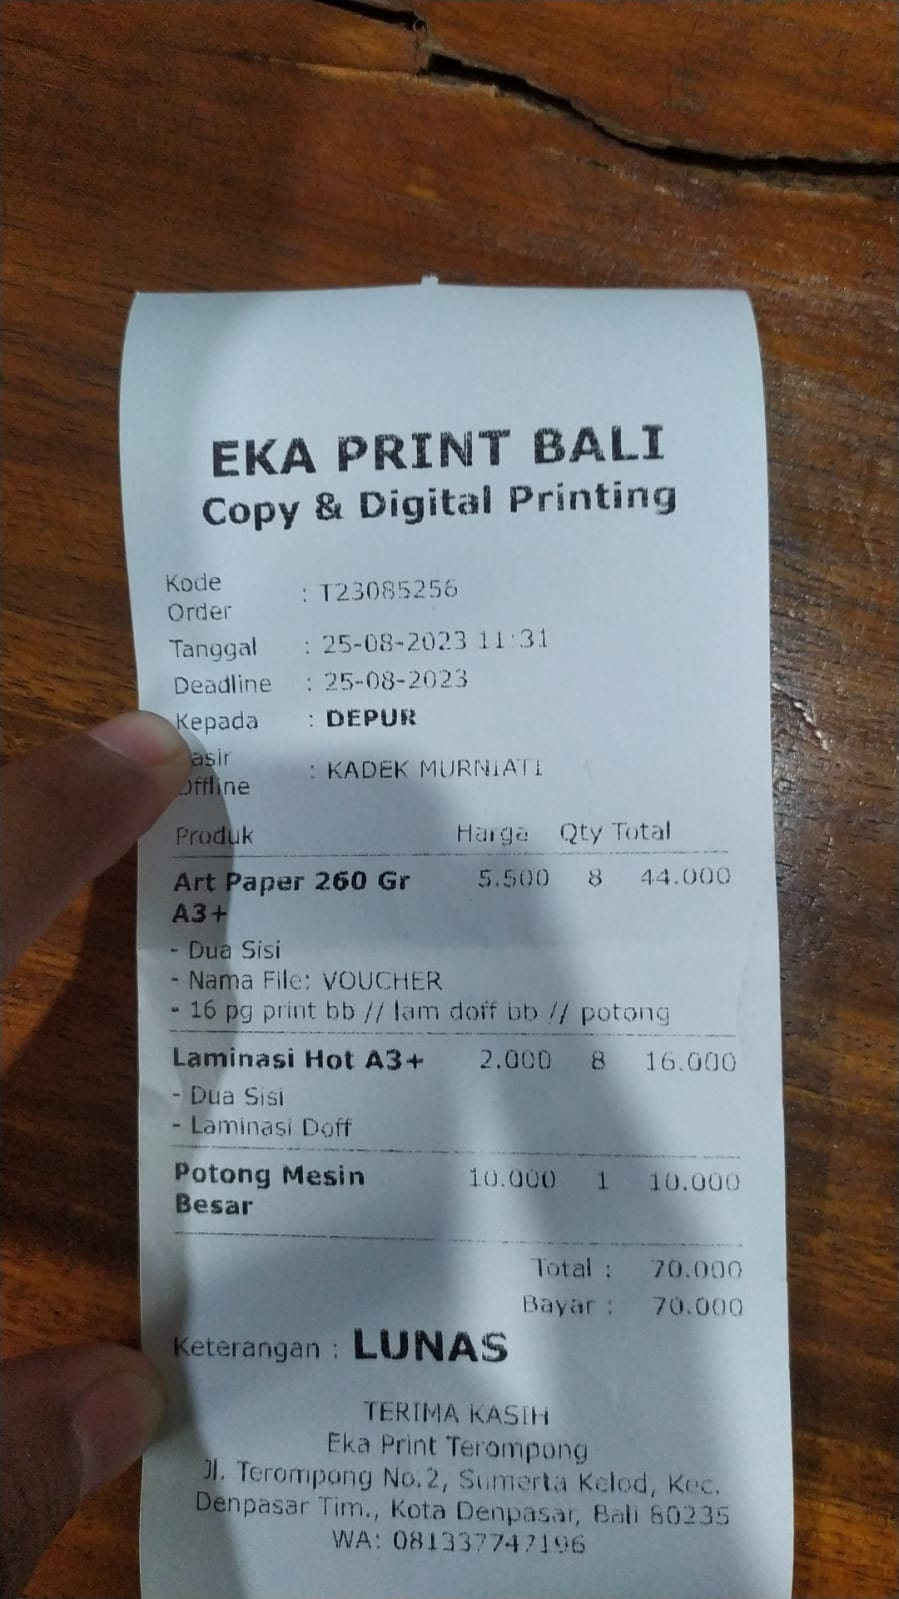 EKA PRINT BALI
Copy & Digital Printing
Kode Order : T23085256
Tanggal : 25-08-2023 11:31
Deadline : 25-08-2023
Kepada : DEPUR
asir Offline : KADEK MURNIATI
Produk Harga Qty Total
Art Paper 260 Gr A3+ 5.500 8 44.000
- Dua Sisi
- Nama File: VOUCHER
- 16 pg print bb // lam doff bb // potong
Laminasi Hot A3+ 2.000 8 16.000
- Dua Sisi
- Laminasi Doff
Potong Mesin Besar 10.000 1 10.000
Total : 70.000
Bayar : 70.000
Keterangan : LUNAS
TERIMA KASIH
Eka Print Terompong
Jl. Terompong No.2, Sumerta Kelod, Kec.
Denpasar Tim., Kota Denpasar, Bali 80235
WA: 081337747196